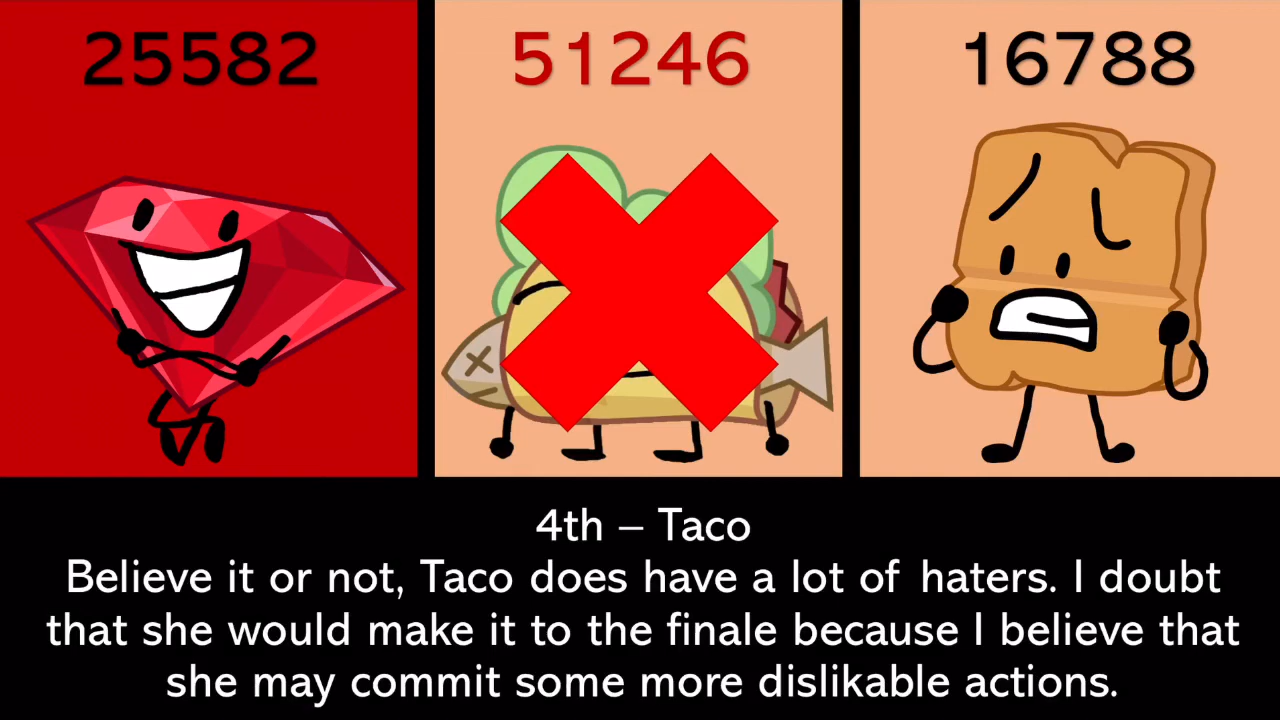 25582
51246
16788
4th – Taco
Believe it or not, Taco does have a lot of haters. I doubt
that she would make it to the finale because I believe that
she may commit some more dislikable actions.